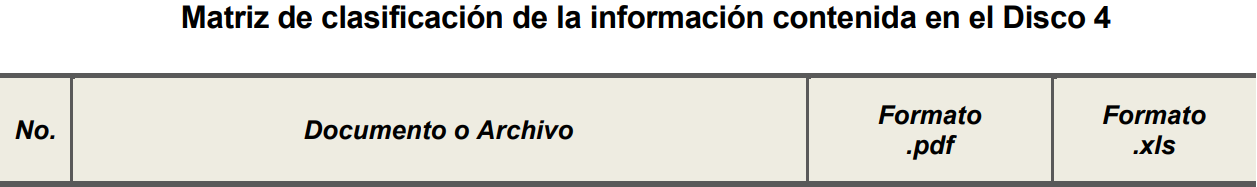 Matriz de clasificación de la información contenida en el Disco 4
No.
Documento o Archivo
Formato
.pdf
Formato
.xls